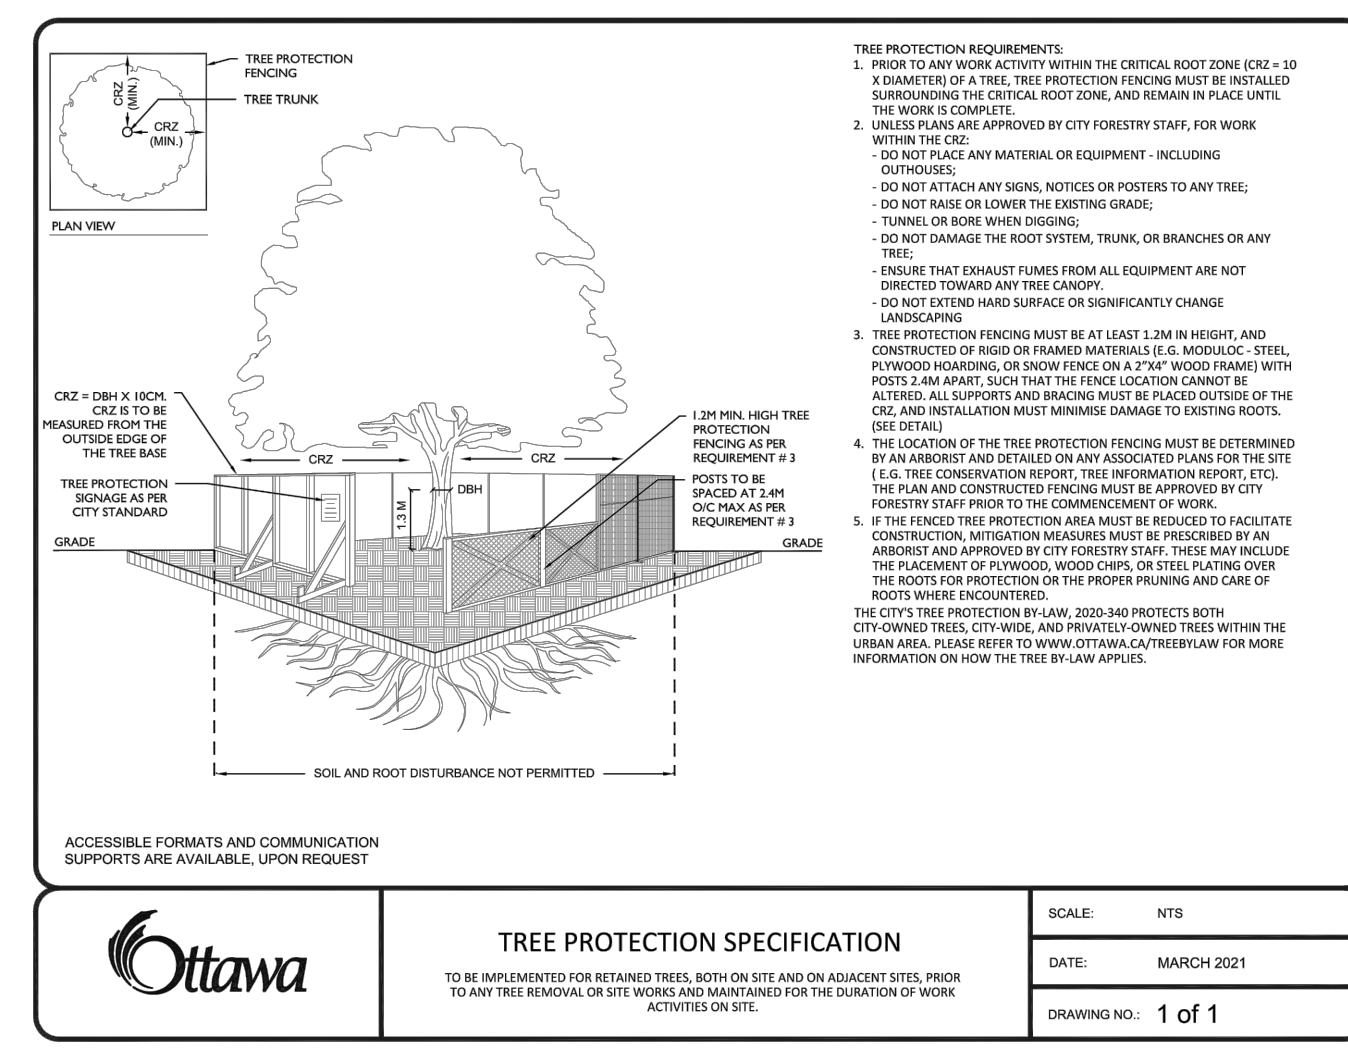 TREE PROTECTION
FENCING
TREE TRUNK
CRZ
(MIN.)
CRZ
(MIN.)
PLAN VIEW
CRZ = DBH X 10CM.
CRZ IS TO BE
MEASURED FROM THE
OUTSIDE EDGE OF
THE TREE BASE
TREE PROTECTION
SIGNAGE AS PER
CITY STANDARD
GRADE
CRZ
CRZ
DBH
1.3 M
1.2M MIN. HIGH TREE
PROTECTION
FENCING AS PER
REQUIREMENT # 3
POSTS TO BE
SPACED AT 2.4M
O/C MAX AS PER
REQUIREMENT # 3
GRADE
SOIL AND ROOT DISTURBANCE NOT PERMITTED
TREE PROTECTION REQUIREMENTS:
1. PRIOR TO ANY WORK ACTIVITY WITHIN THE CRITICAL ROOT ZONE (CRZ = 10
X DIAMETER) OF A TREE, TREE PROTECTION FENCING MUST BE INSTALLED
SURROUNDING THE CRITICAL ROOT ZONE, AND REMAIN IN PLACE UNTIL
THE WORK IS COMPLETE.
2. UNLESS PLANS ARE APPROVED BY CITY FORESTRY STAFF, FOR WORK
WITHIN THE CRZ:
- DO NOT PLACE ANY MATERIAL OR EQUIPMENT - INCLUDING
OUTHOUSES;
- DO NOT ATTACH ANY SIGNS, NOTICES OR POSTERS TO ANY TREE;
- DO NOT RAISE OR LOWER THE EXISTING GRADE;
- TUNNEL OR BORE WHEN DIGGING;
- DO NOT DAMAGE THE ROOT SYSTEM, TRUNK, OR BRANCHES OR ANY
TREE;
- ENSURE THAT EXHAUST FUMES FROM ALL EQUIPMENT ARE NOT
DIRECTED TOWARD ANY TREE CANOPY.
- DO NOT EXTEND HARD SURFACE OR SIGNIFICANTLY CHANGE
LANDSCAPING
3. TREE PROTECTION FENCING MUST BE AT LEAST 1.2M IN HEIGHT, AND
CONSTRUCTED OF RIGID OR FRAMED MATERIALS (E.G. MODULOC - STEEL,
PLYWOOD HOARDING, OR SNOW FENCE ON A 2"X4" WOOD FRAME) WITH
POSTS 2.4M APART, SUCH THAT THE FENCE LOCATION CANNOT BE
ALTERED. ALL SUPPORTS AND BRACING MUST BE PLACED OUTSIDE OF THE
CRZ, AND INSTALLATION MUST MINIMISE DAMAGE TO EXISTING ROOTS.
(SEE DETAIL)
4. THE LOCATION OF THE TREE PROTECTION FENCING MUST BE DETERMINED
BY AN ARBORIST AND DETAILED ON ANY ASSOCIATED PLANS FOR THE SITE
( E.G. TREE CONSERVATION REPORT, TREE INFORMATION REPORT, ETC).
THE PLAN AND CONSTRUCTED FENCING MUST BE APPROVED BY CITY
FORESTRY STAFF PRIOR TO THE COMMENCEMENT OF WORK.
5. IF THE FENCED TREE PROTECTION AREA MUST BE REDUCED TO FACILITATE
CONSTRUCTION, MITIGATION MEASURES MUST BE PRESCRIBED BY AN
ARBORIST AND APPROVED BY CITY FORESTRY STAFF. THESE MAY INCLUDE
THE PLACEMENT OF PLYWOOD, WOOD CHIPS, OR STEEL PLATING OVER
THE ROOTS FOR PROTECTION OR THE PROPER PRUNING AND CARE OF
ROOTS WHERE ENCOUNTERED.
THE CITY'S TREE PROTECTION BY-LAW, 2020-340 PROTECTS BOTH
CITY-OWNED TREES, CITY-WIDE, AND PRIVATELY-OWNED TREES WITHIN THE
URBAN AREA. PLEASE REFER TO WWW.OTTAWA.CA/TREEBYLAW FOR MORE
INFORMATION ON HOW THE TREE BY-LAW APPLIES.
ACCESSIBLE FORMATS AND COMMUNICATION
SUPPORTS ARE AVAILABLE, UPON REQUEST
Ottawa
TREE PROTECTION SPECIFICATION
TO BE IMPLEMENTED FOR RETAINED TREES, BOTH ON SITE AND ON ADJACENT SITES, PRIOR
TO ANY TREE REMOVAL OR SITE WORKS AND MAINTAINED FOR THE DURATION OF WORK
ACTIVITIES ON SITE.
SCALE: NTS
DATE: MARCH 2021
DRAWING NO.: 1 of 1